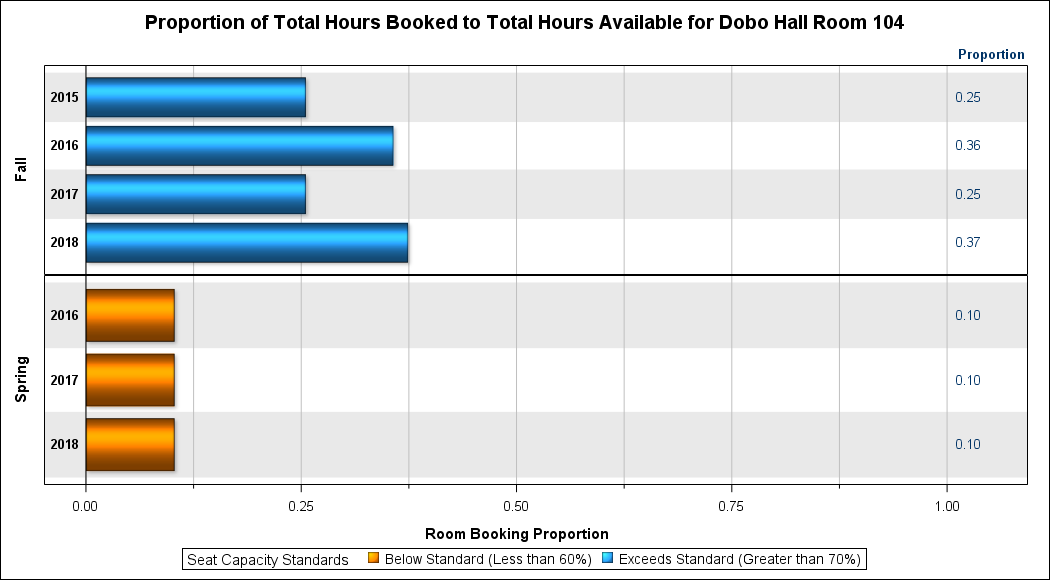 Proportion of Total Hours Booked to Total Hours Available for Dobo Hall Room 104
Proportion
Fall
2015 0.25
2016 0.36
2017 0.25
2018 0.37
Spring
2016 0.10
2017 0.10
2018 0.10
0.00 0.25 0.50 0.75 1.00
Room Booking Proportion
Seat Capacity Standards Below Standard (Less than 60%) Exceeds Standard (Greater than 70%)